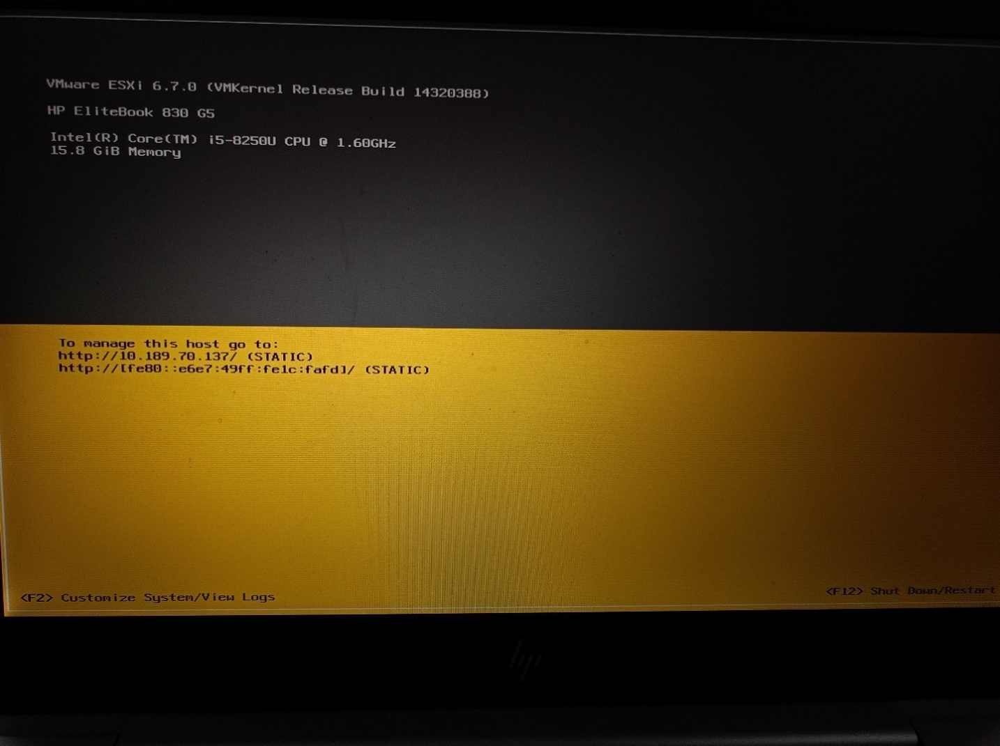 VMware ESXi 6.7.0 (VMKernel Release Build 14320388)
HP EliteBook 830 G5
Intel(R) Core(TM) i5-8250U CPU @ 1.60GHz
15.8 GiB Memory
To manage this host go to:
http://10.189.70.137/ (STATIC)
http://[fe80::e6e7:49ff:fe1c:fafd]/ (STATIC)
<F2> Customize System/View Logs
<F12> Shut Down/Restart
hp